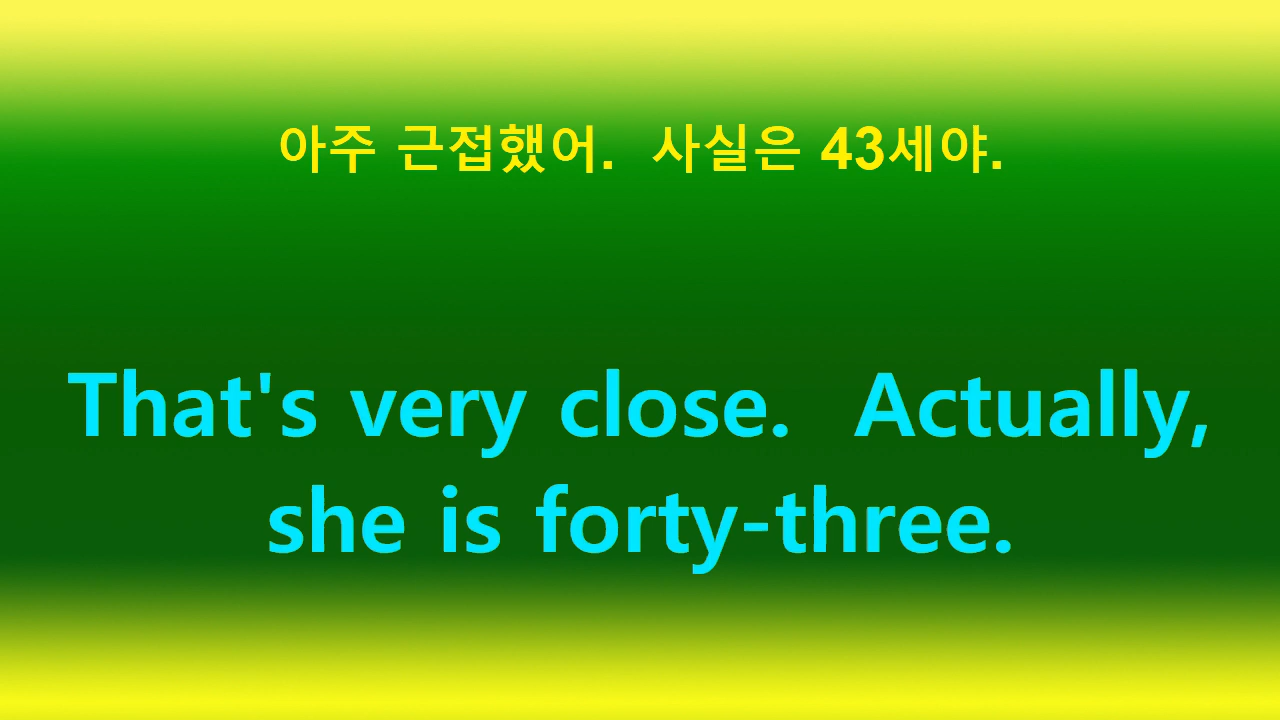 아주 근접했어.  사실은 43세야.
That's very close.  Actually,
she is forty-three.